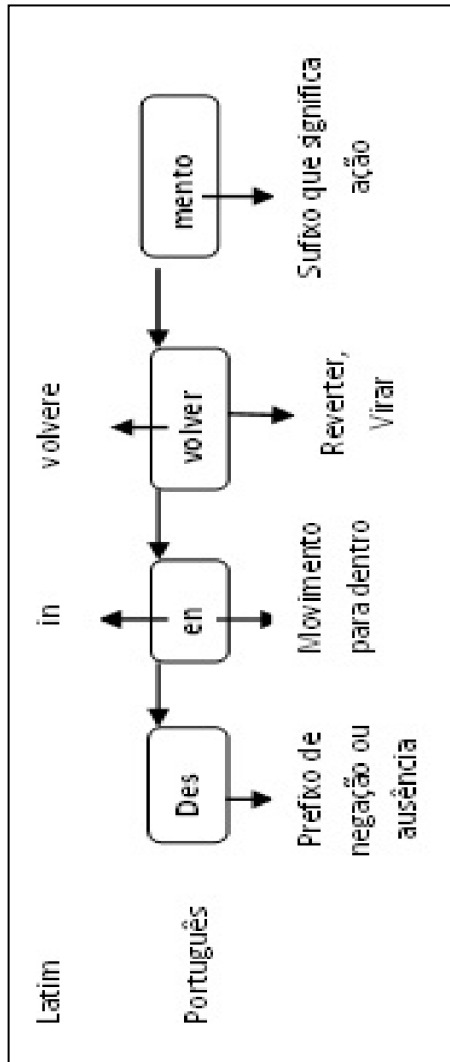 Latim
in
volvere
Português
Des
en
volver
mento
Prefixo de
negação ou
ausência
Movimento
para dentro
Reverter,
Virar
Sufixo que significa
ação